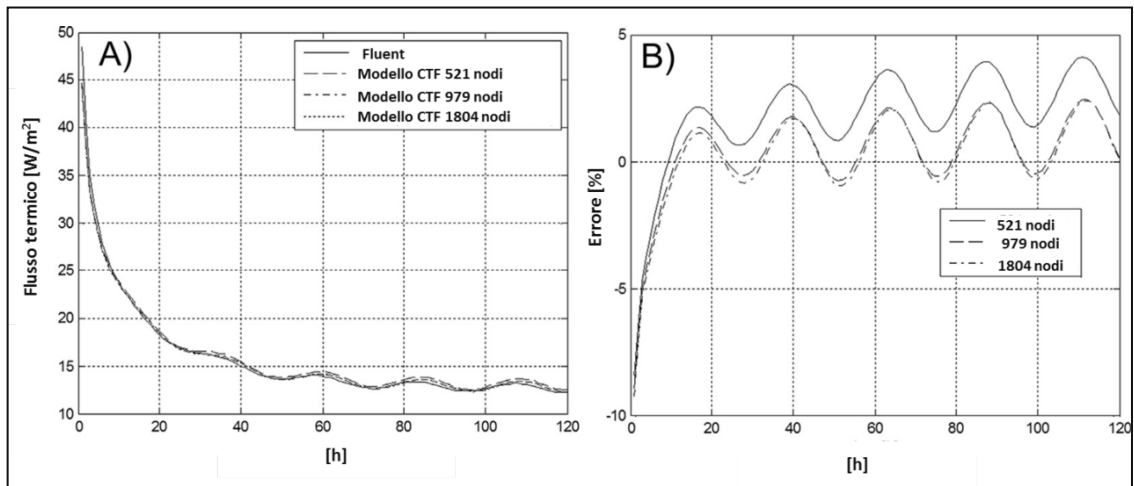 A)
Flusso termico [W/m²]
50
45
40
35
30
25
20
15
10
0
20
40
60
80
100
120
[h]
Fluent
Modello CTF 521 nodi
Modello CTF 979 nodi
Modello CTF 1804 nodi
B)
Errore [%]
5
0
-5
-10
0
20
40
60
80
100
120
[h]
521 nodi
979 nodi
1804 nodi